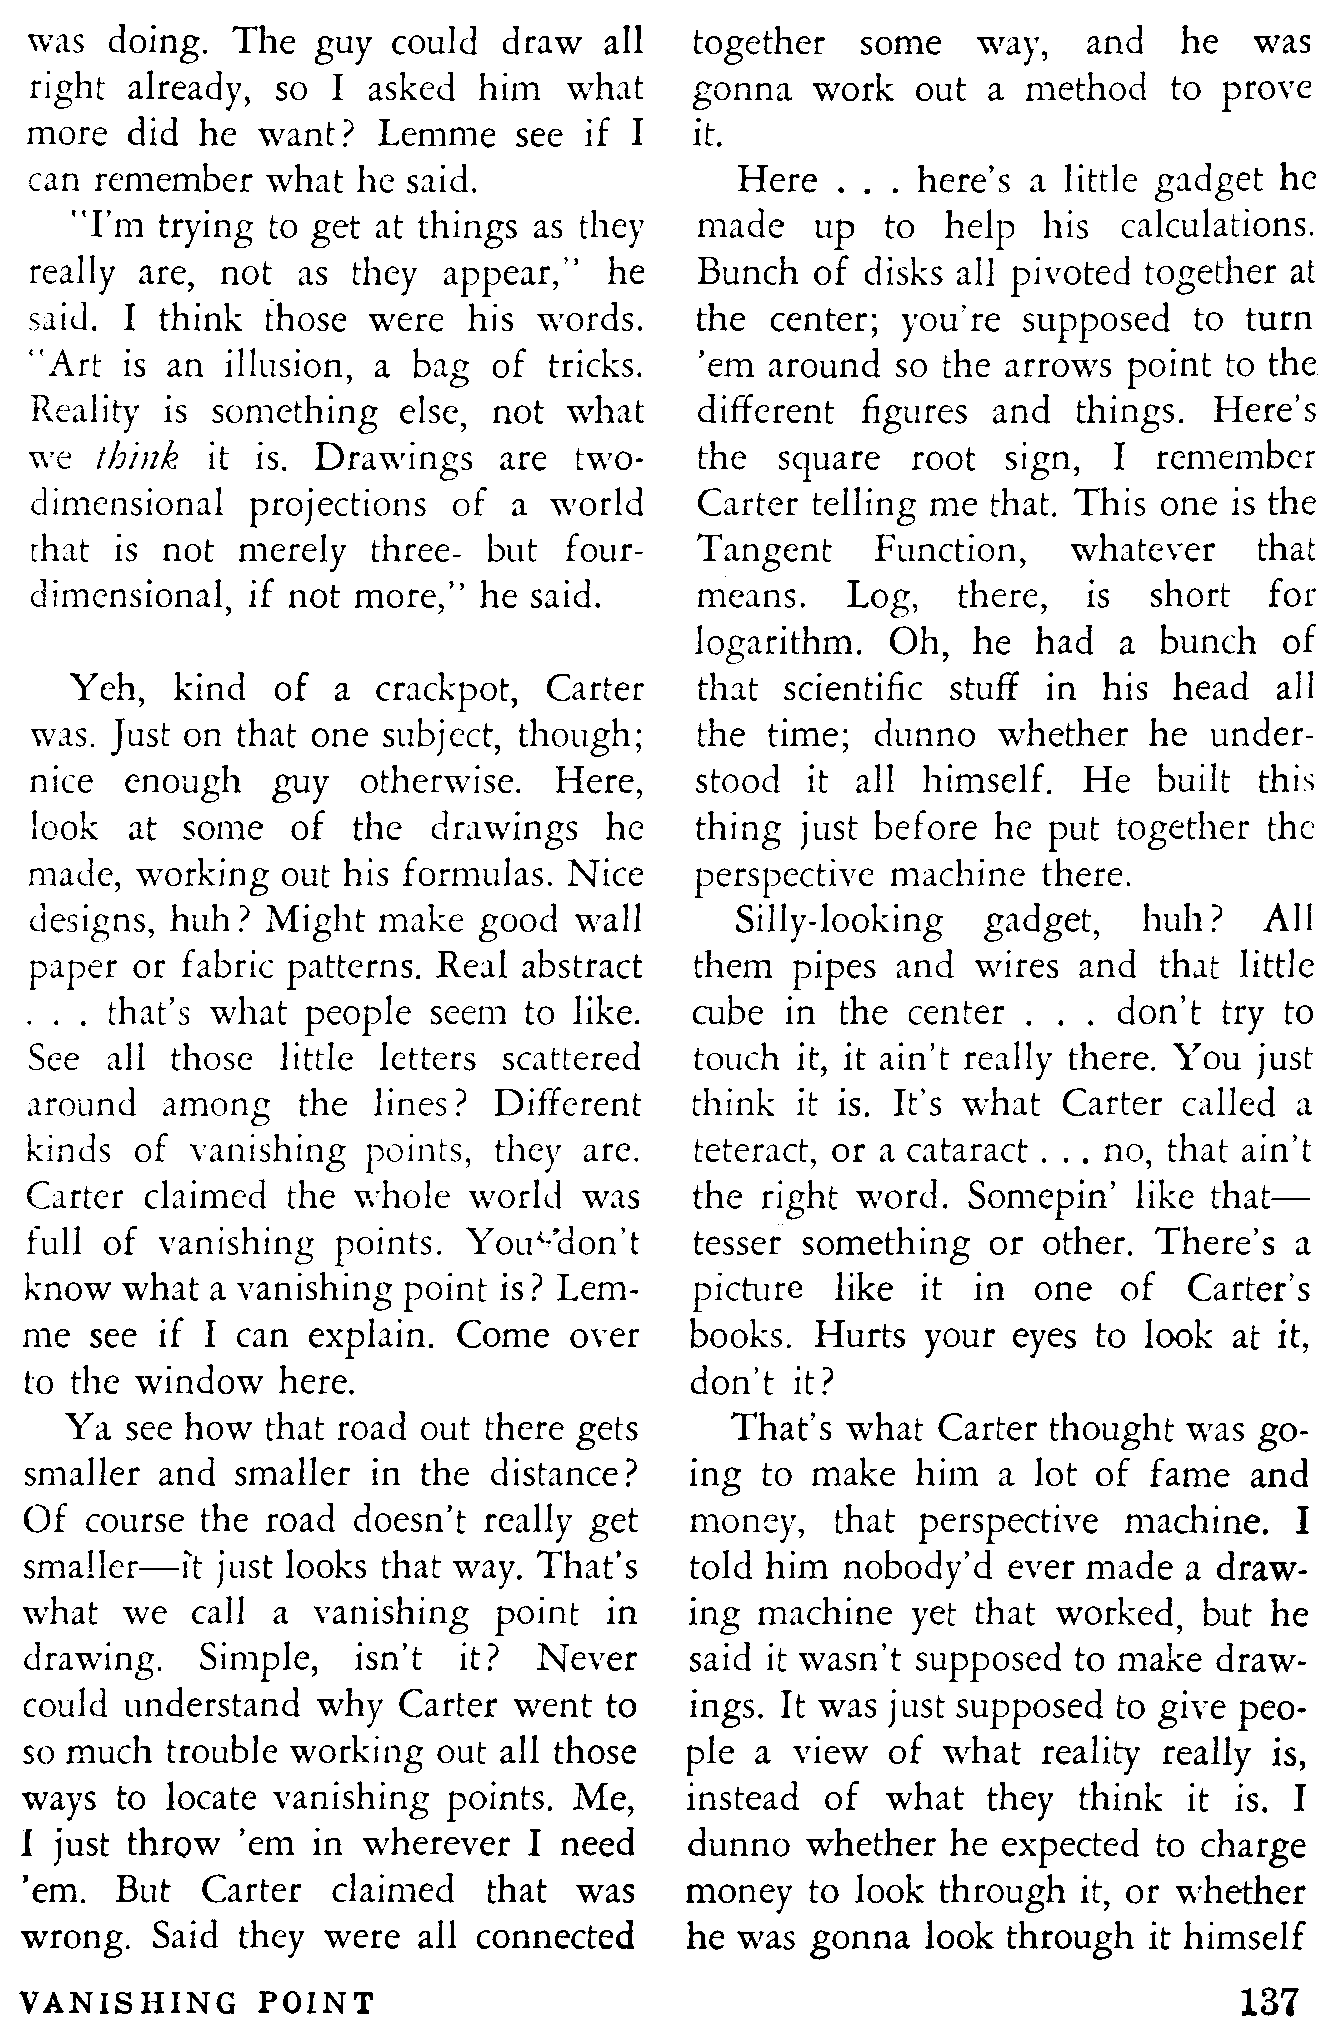 was doing. The guy could draw all
right already, so I asked him what
more did he want? Lemme see if I
can remember what he said.
"I'm trying to get at things as they
really are, not as they appear," he
said. I think those were his words.
"Art is an illusion, a bag of tricks.
Reality is something else, not what
we think it is. Drawings are two-
dimensional projections of a world
that is not merely three- but four-
dimensional, if not more," he said.
Yeh, kind of a crackpot, Carter
was. Just on that one subject, though;
nice enough guy otherwise. Here,
look at some of the drawings he
made, working out his formulas. Nice
designs, huh? Might make good wall
paper or fabric patterns. Real abstract
. . . that's what people seem to like.
See all those little letters scattered
around among the lines? Different
kinds of vanishing points, they are.
Carter claimed the whole world was
full of vanishing points. You don't
know what a vanishing point is? Lem-
me see if I can explain. Come over
to the window here.
Ya see how that road out there gets
smaller and smaller in the distance?
Of course the road doesn't really get
smaller—it just looks that way. That's
what we call a vanishing point in
drawing. Simple, isn't it? Never
could understand why Carter went to
so much trouble working out all those
ways to locate vanishing points. Me,
I just throw 'em in wherever I need
'em. But Carter claimed that was
wrong. Said they were all connected
together some way, and he was
gonna work out a method to prove
it.
Here . . . here's a little gadget he
made up to help his calculations.
Bunch of disks all pivoted together at
the center; you're supposed to turn
'em around so the arrows point to the
different figures and things. Here's
the square root sign, I remember
Carter telling me that. This one is the
Tangent Function, whatever that
means. Log, there, is short for
logarithm. Oh, he had a bunch of
that scientific stuff in his head all
the time; dunno whether he under-
stood it all himself. He built this
thing just before he put together the
perspective machine there.
Silly-looking gadget, huh? All
them pipes and wires and that little
cube in the center . . . don't try to
touch it, it ain't really there. You just
think it is. It's what Carter called a
teteract, or a cataract . . . no, that ain't
the right word. Somepin' like that—
tesser something or other. There's a
picture like it in one of Carter's
books. Hurts your eyes to look at it,
don't it?
That's what Carter thought was go-
ing to make him a lot of fame and
money, that perspective machine. I
told him nobody'd ever made a draw-
ing machine yet that worked, but he
said it wasn't supposed to make draw-
ings. It was just supposed to give peo-
ple a view of what reality really is,
instead of what they think it is. I
dunno whether he expected to charge
money to look through it, or whether
he was gonna look through it himself
VANISHING POINT 137